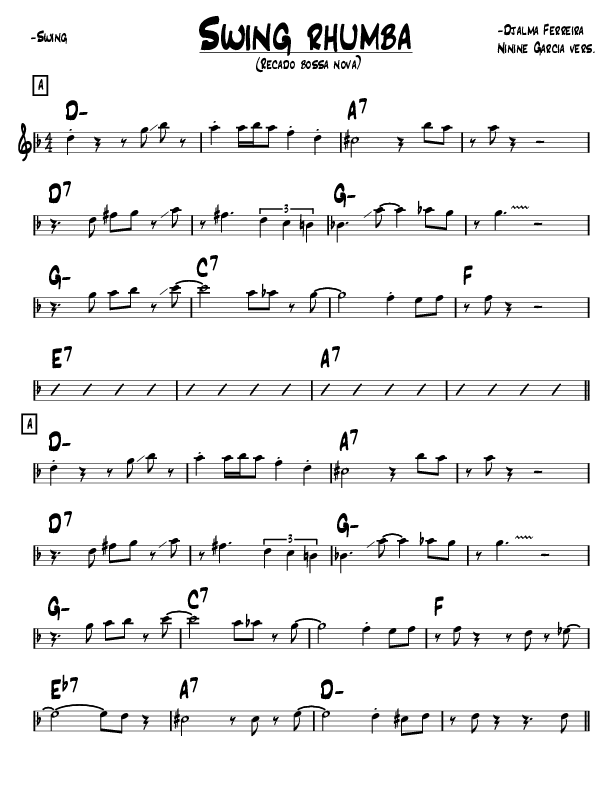 -Swing
Swing rhumba
(Recado bossa nova)
-Djalma Ferreira
Ninine Garcia vers.
A
D- A7
D7 3 G-
G- C7 F
E7 A7
A
D- A7
D7 3 G-
G- C7 F
E♭7 A7 D-